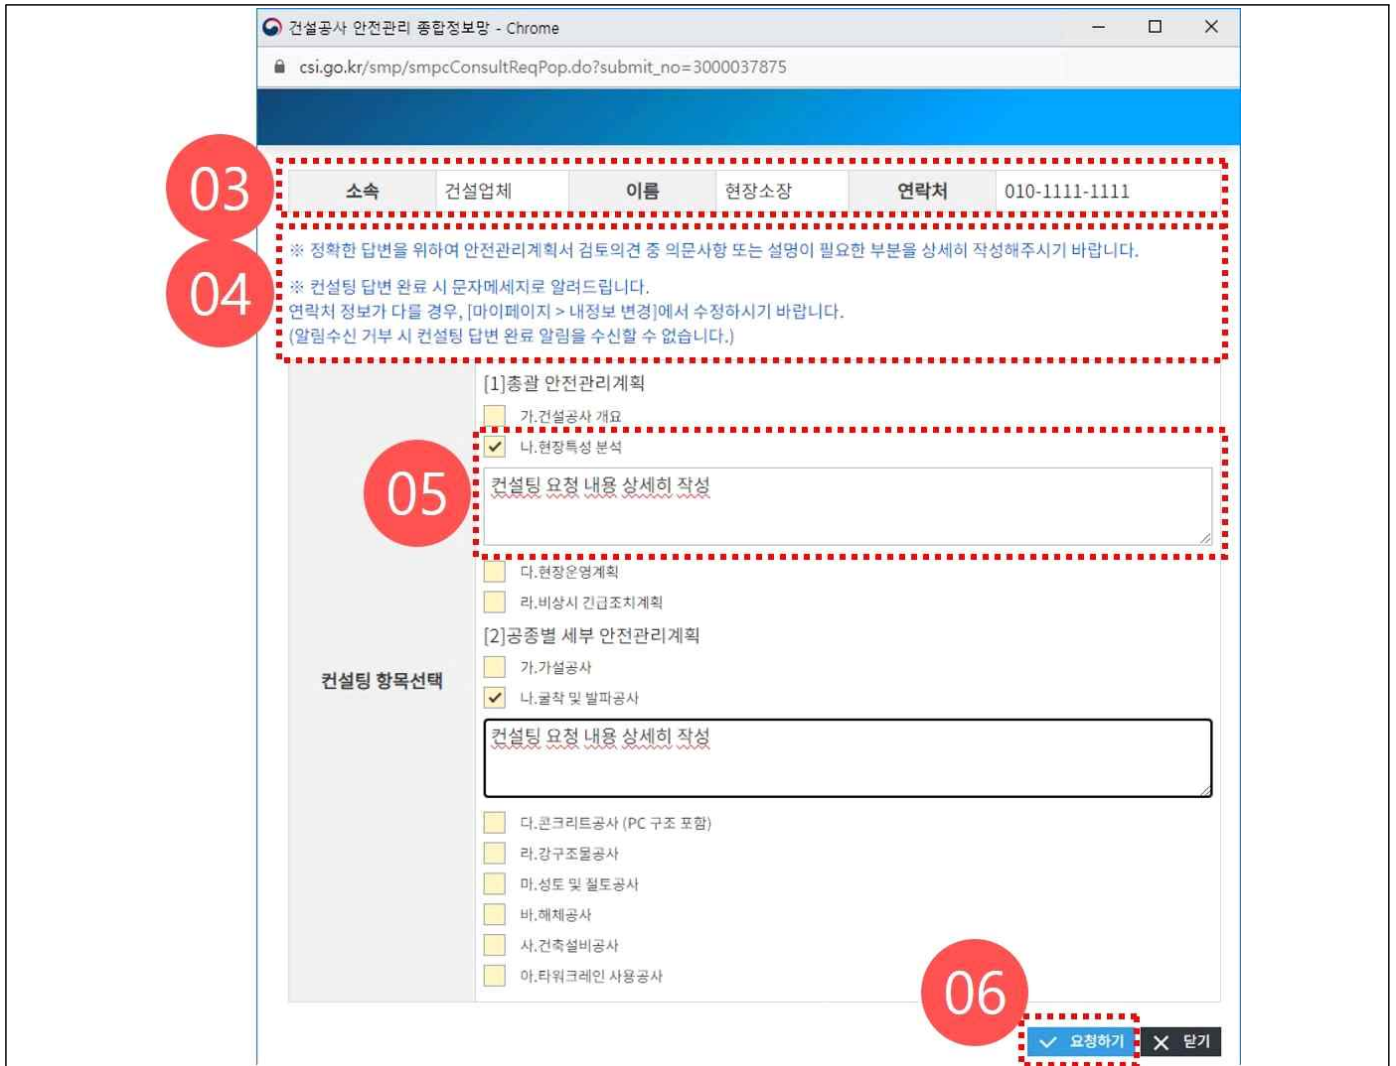 건설공사 안전관리 종합정보망 - Chrome
csi.go.kr/smp/smpcConsultReqPop.do?submit_no=3000037875
03
소속 건설업체 이름 현장소장 연락처 010-1111-1111
04
※ 정확한 답변을 위하여 안전관리계획서 검토의견 중 의문사항 또는 설명이 필요한 부분을 상세히 작성해주시기 바랍니다.
※ 컨설팅 답변 완료 시 문자메세지로 알려드립니다.
연락처 정보가 다를 경우, [마이페이지 > 내정보 변경]에서 수정하시기 바랍니다.
(알림수신 거부 시 컨설팅 답변 완료 알림을 수신할 수 없습니다.)
컨설팅 항목선택
[1]총괄 안전관리계획
가.건설공사 개요
05
나.현장특성 분석
컨설팅 요청 내용 상세히 작성
다.현장운영계획
라.비상시 긴급조치계획
[2]공종별 세부 안전관리계획
가.가설공사
나.굴착 및 발파공사
컨설팅 요청 내용 상세히 작성
다.콘크리트공사 (PC 구조 포함)
라.강구조물공사
마.성토 및 절토공사
바.해체공사
사.건축설비공사
아.타워크레인 사용공사
06
요청하기 닫기